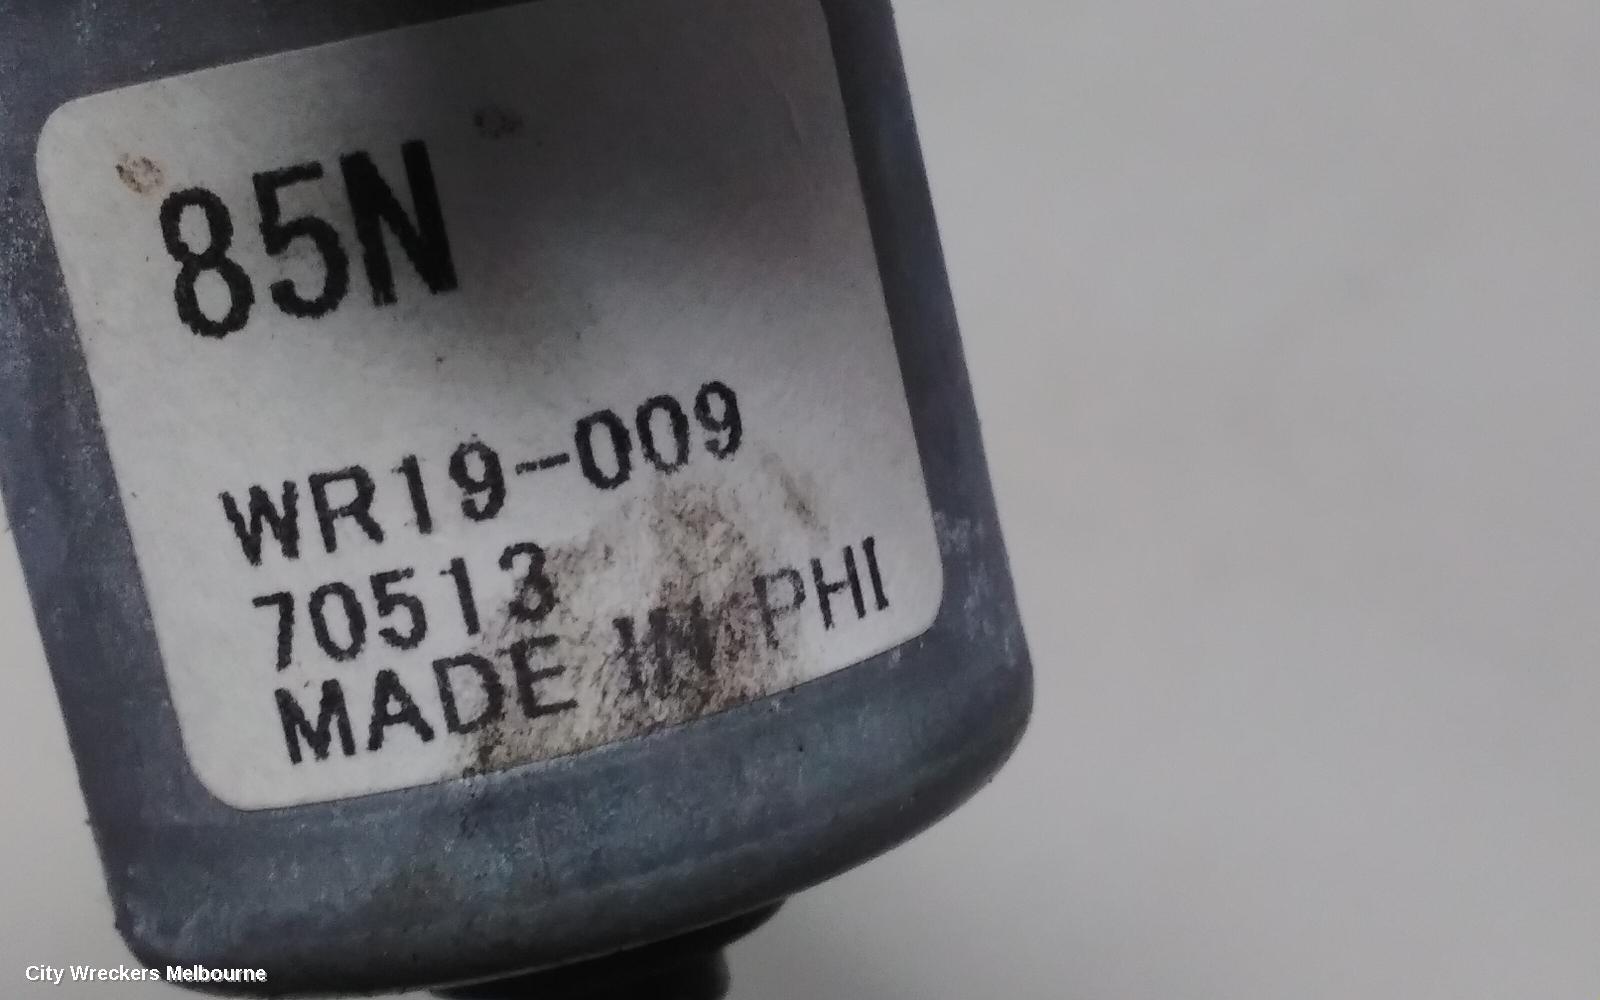 85N
WR19-009
70513
MADE IN PHI
City Wreckers Melbourne